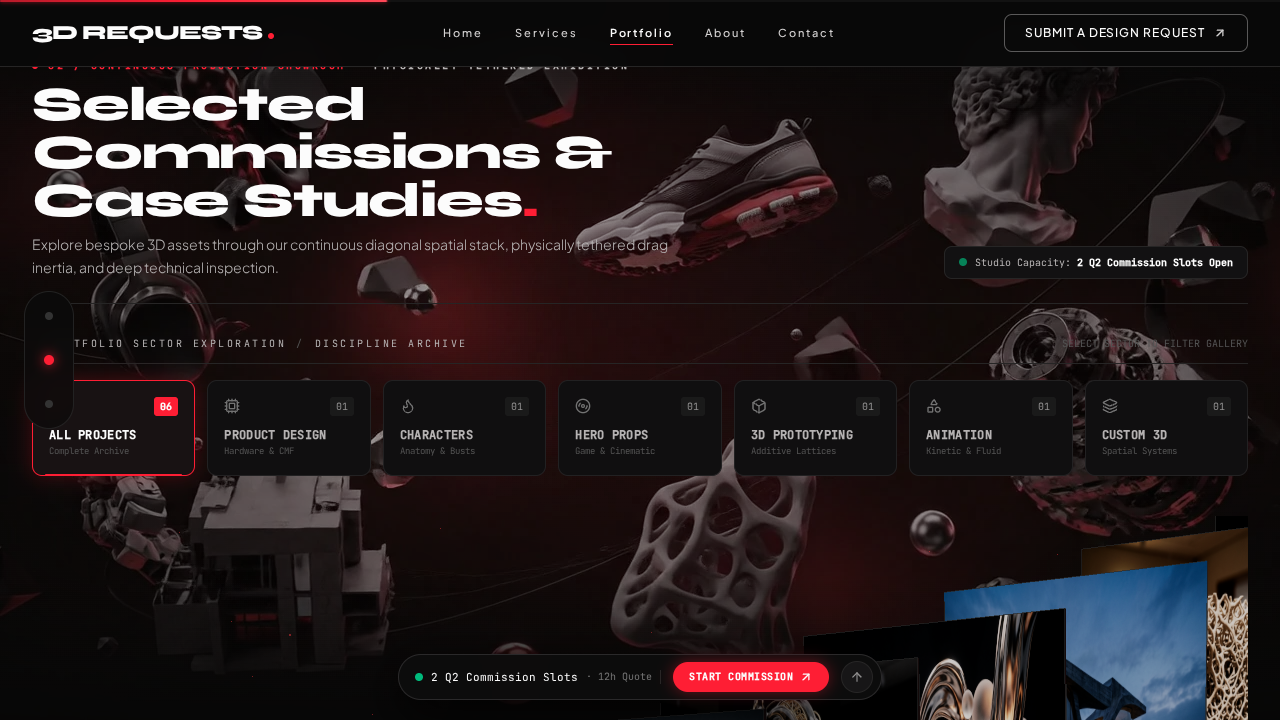 3D REQUESTS.
Home
Services
Portfolio
About
Contact
SUBMIT A DESIGN REQUEST
Selected
Commissions &
Case Studies.
Explore bespoke 3D assets through our continuous diagonal spatial stack, physically tethered drag
inertia, and deep technical inspection.
Studio Capacity: 2 Q2 Commission Slots Open
TFOLIO SECTOR EXPLORATION / DISCIPLINE ARCHIVE
FILTER GALLERY
06
ALL PROJECTS
Complete Archive
01
PRODUCT DESIGN
Hardware & CMF
01
CHARACTERS
Anatomy & Busts
01
HERO PROPS
Game & Cinematic
01
3D PROTOTYPING
Additive Lattices
01
ANIMATION
Kinetic & Fluid
01
CUSTOM 3D
Spatial Systems
2 Q2 Commission Slots · 12h Quote
START COMMISSION